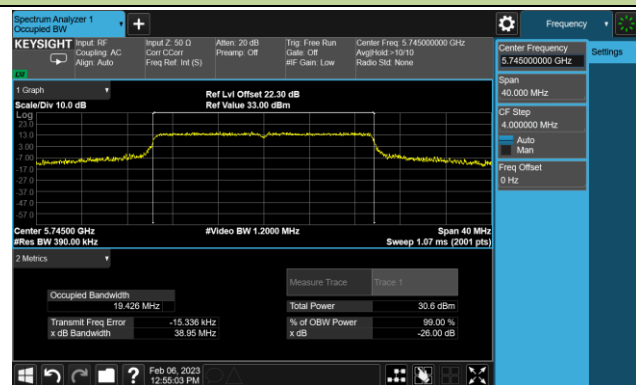 Spectrum Analyzer 1
Occupied BW
+
Frequency
KEYSIGHT
Input: RF
Coupling: AC
Align: Auto
Input Z: 50 Ω
Corr CCorr
Freq Ref: Int (S)
Atten: 20 dB
Preamp: Off
Trig: Free Run
Gate: Off
#IF Gain: Low
Center Freq: 5.745000000 GHz
Avg|Hold:>10/10
Radio Std: None
Center Frequency
5.745000000 GHz
Settings
Span
40.000 MHz
CF Step
4.000000 MHz
Auto
Man
Freq Offset
0 Hz
1 Graph
Scale/Div 10.0 dB
Ref Lvl Offset 22.30 dB
Ref Value 33.00 dBm
Log
23.0
13.0
3.00
-7.00
-17.0
-27.0
-37.0
-47.0
-57.0
Center 5.74500 GHz
#Res BW 390.00 kHz
#Video BW 1.2000 MHz
Span 40 MHz
Sweep 1.07 ms (2001 pts)
2 Metrics
Measure Trace
Trace 1
Occupied Bandwidth
19.426 MHz
Total Power
30.6 dBm
Transmit Freq Error
-15.336 kHz
% of OBW Power
99.00 %
x dB Bandwidth
38.95 MHz
x dB
-26.00 dB
?
Feb 06, 2023
12:55:03 PM